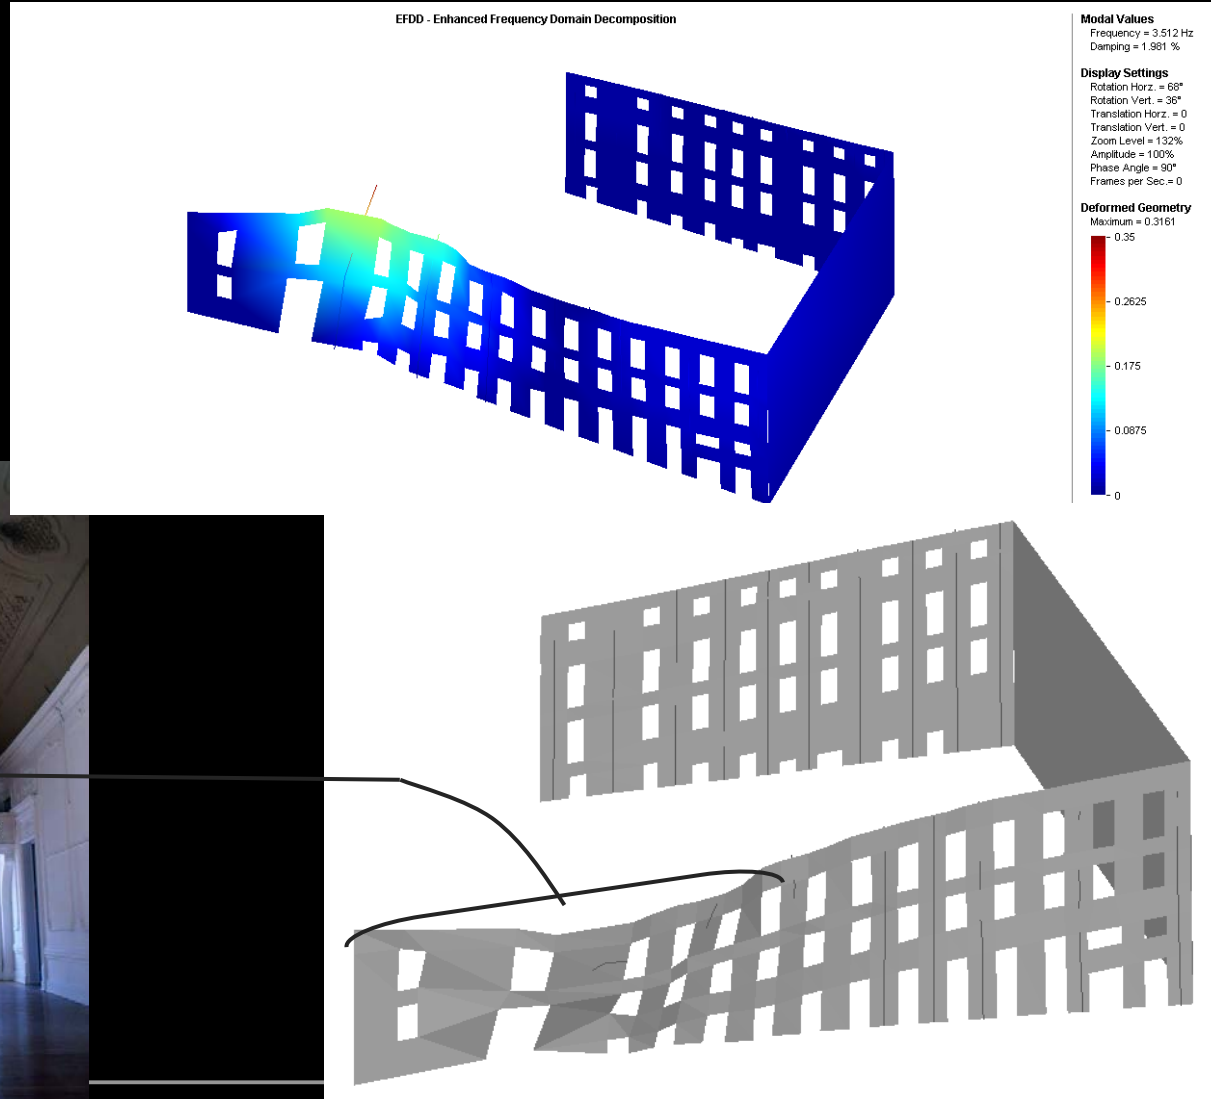 EFDD - Enhanced Frequency Domain Decomposition
Modal Values
Frequency = 3.512 Hz
Damping = 1.981 %
Display Settings
Rotation Horz. = 68°
Rotation Vert. = 36°
Translation Horz. = 0
Translation Vert. = 0
Zoom Level = 132%
Amplitude = 100%
Phase Angle = 90°
Frames per Sec.= 0
Deformed Geometry
Maximum = 0.3161
0.35
0.2625
0.175
0.0875
0